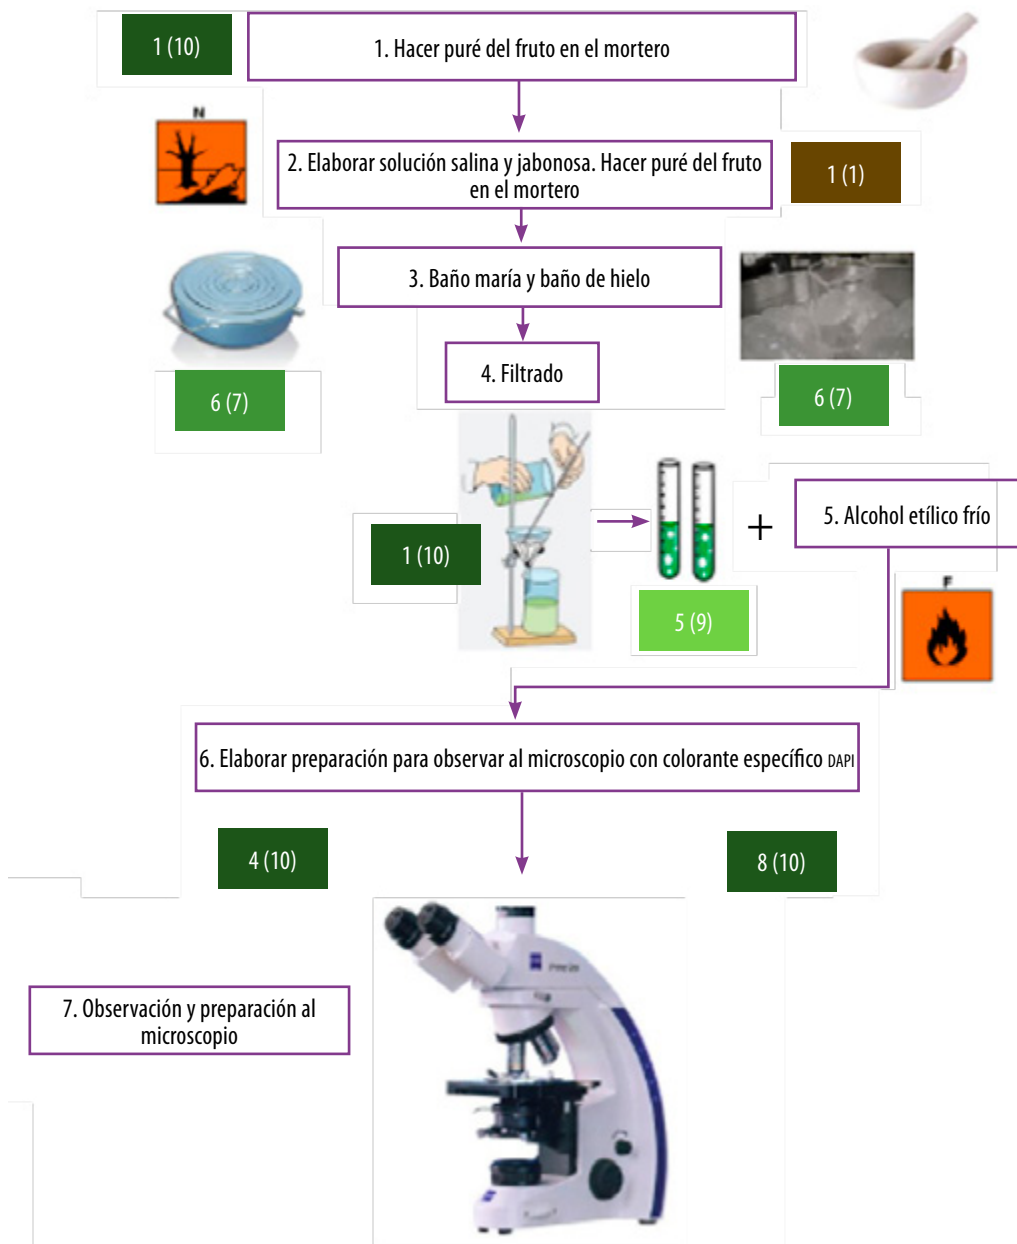 1 (10)
1. Hacer puré del fruto en el mortero
N
2. Elaborar solución salina y jabonosa. Hacer puré del fruto
en el mortero
1 (1)
3. Baño maría y baño de hielo
6 (7)
4. Filtrado
6 (7)
1 (10)
+
5. Alcohol etílico frío
5 (9)
F
6. Elaborar preparación para observar al microscopio con colorante específico DAPI
4 (10)
8 (10)
7. Observación y preparación al
microscopio